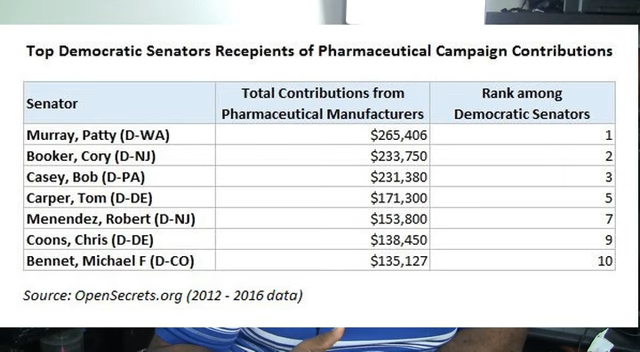 Top Democratic Senators Recepients of Pharmaceutical Campaign Contributions
Senator Total Contributions from Pharmaceutical Manufacturers Rank among Democratic Senators
Murray, Patty (D-WA) $265,406 1
Booker, Cory (D-NJ) $233,750 2
Casey, Bob (D-PA) $231,380 3
Carper, Tom (D-DE) $171,300 5
Menendez, Robert (D-NJ) $153,800 7
Coons, Chris (D-DE) $138,450 9
Bennet, Michael F (D-CO) $135,127 10
Source: OpenSecrets.org (2012 - 2016 data)